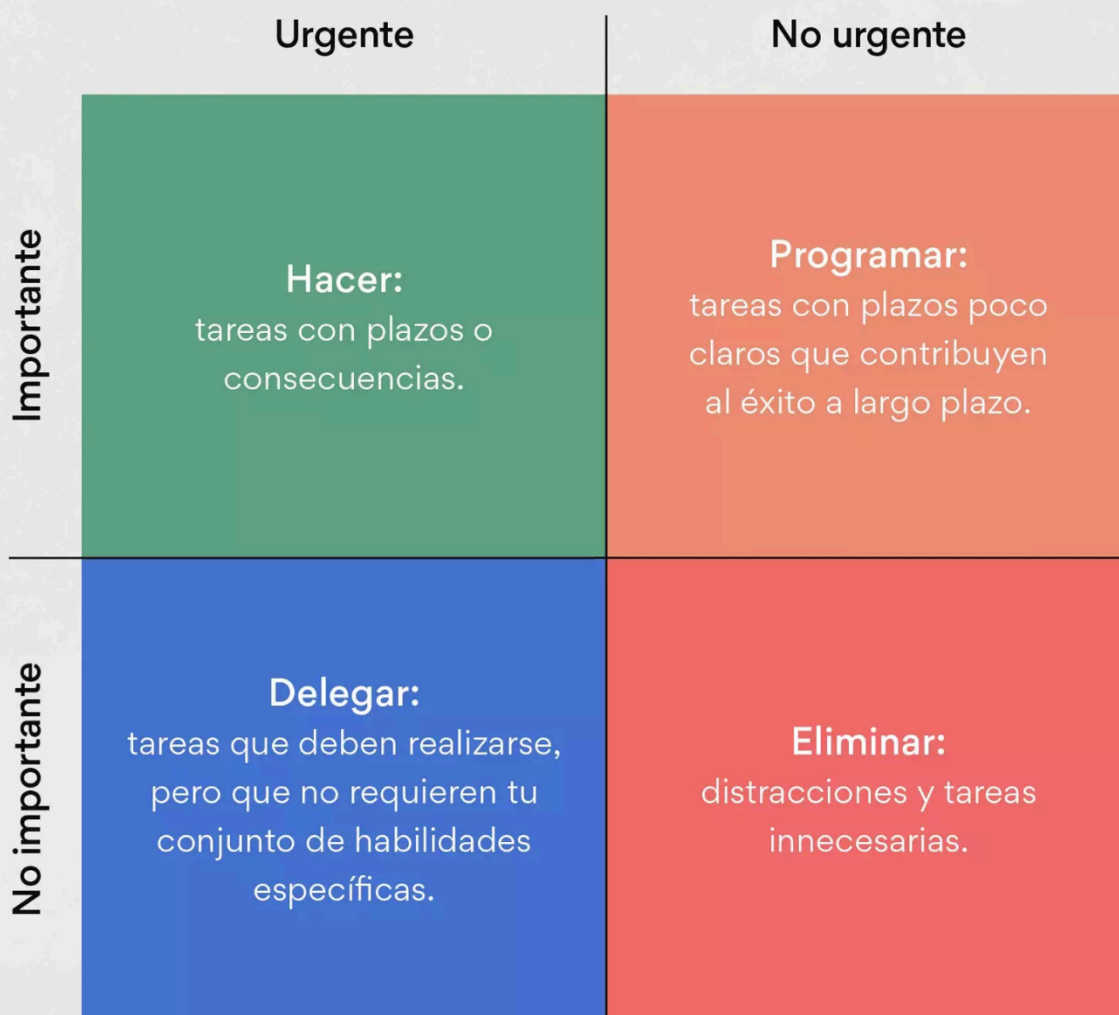 Urgente
No urgente
Importante
Hacer:
tareas con plazos o
consecuencias.
Programar:
tareas con plazos poco
claros que contribuyen
al éxito a largo plazo.
No importante
Delegar:
tareas que deben realizarse,
pero que no requieren tu
conjunto de habilidades
específicas.
Eliminar:
distracciones y tareas
innecesarias.